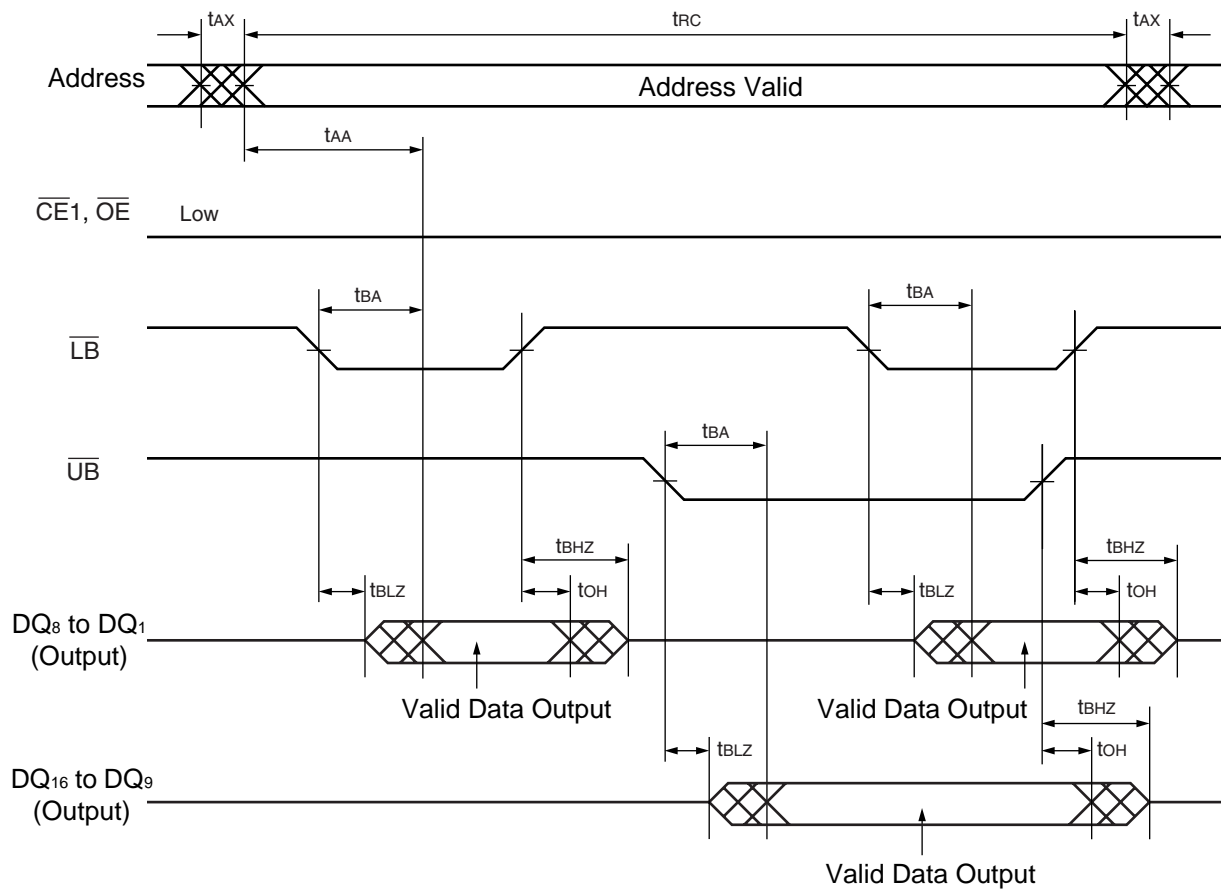 tAX tRC tAX
Address Address Valid
tAA
CE1, OE Low
tBA tBA
LB
tBA
UB
tBHZ tBHZ
tBLZ tOH tBLZ tOH
DQ8 to DQ1
(Output)
Valid Data Output Valid Data Output
tBHZ
tBLZ tOH
DQ16 to DQ9
(Output)
Valid Data Output